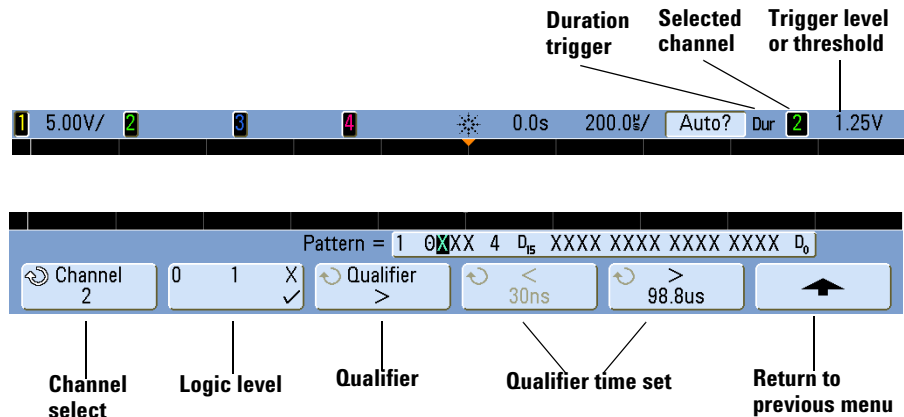 Duration trigger
Selected channel
Trigger level or threshold
1 5.00V/ 2 3 4 0.0s 200.0㎲/ Auto? Dur 2 1.25V
Pattern = 1 0XXX 4 D15 XXXX XXXX XXXX XXXX D0
Channel 2
0 1 X ✓
Qualifier >
< 30ns
> 98.8us
Channel select
Logic level
Qualifier
Qualifier time set
Return to previous menu